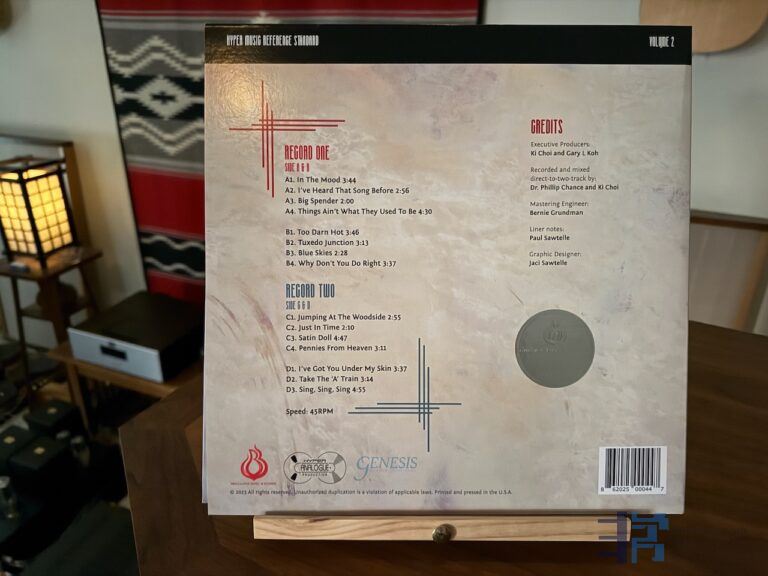 HYPER MUSIC REFERENCE STANDARD
VOLUME 2
RECORD ONE
SIDE A & B
A1. In The Mood 3:44
A2. I've Heard That Song Before 2:56
A3. Big Spender 2:00
A4. Things Ain't What They Used To Be 4:30
B1. Too Darn Hot 3:46
B2. Tuxedo Junction 3:13
B3. Blue Skies 2:28
B4. Why Don't You Do Right 3:37
RECORD TWO
SIDE C & D
C1. Jumping At The Woodside 2:55
C2. Just In Time 2:10
C3. Satin Doll 4:47
C4. Pennies From Heaven 3:11
D1. I've Got You Under My Skin 3:37
D2. Take The 'A' Train 3:14
D3. Sing, Sing, Sing 4:55
Speed: 45RPM
CREDITS
Executive Producers:
Ki Choi and Gary L Koh
Recorded and mixed
direct-to-two-track by:
Dr. Phillip Chance and Ki Choi
Mastering Engineer:
Bernie Grundman
Liner notes:
Paul Sawtelle
Graphic Designer:
Jaci Sawtelle
HYPER
ANALOGUE
PRODUCTION
GENESIS
8 62025 00044 7
© 2023 All rights reserved. Unauthorized duplication is a violation of applicable laws. Printed and pressed in the U.S.A.